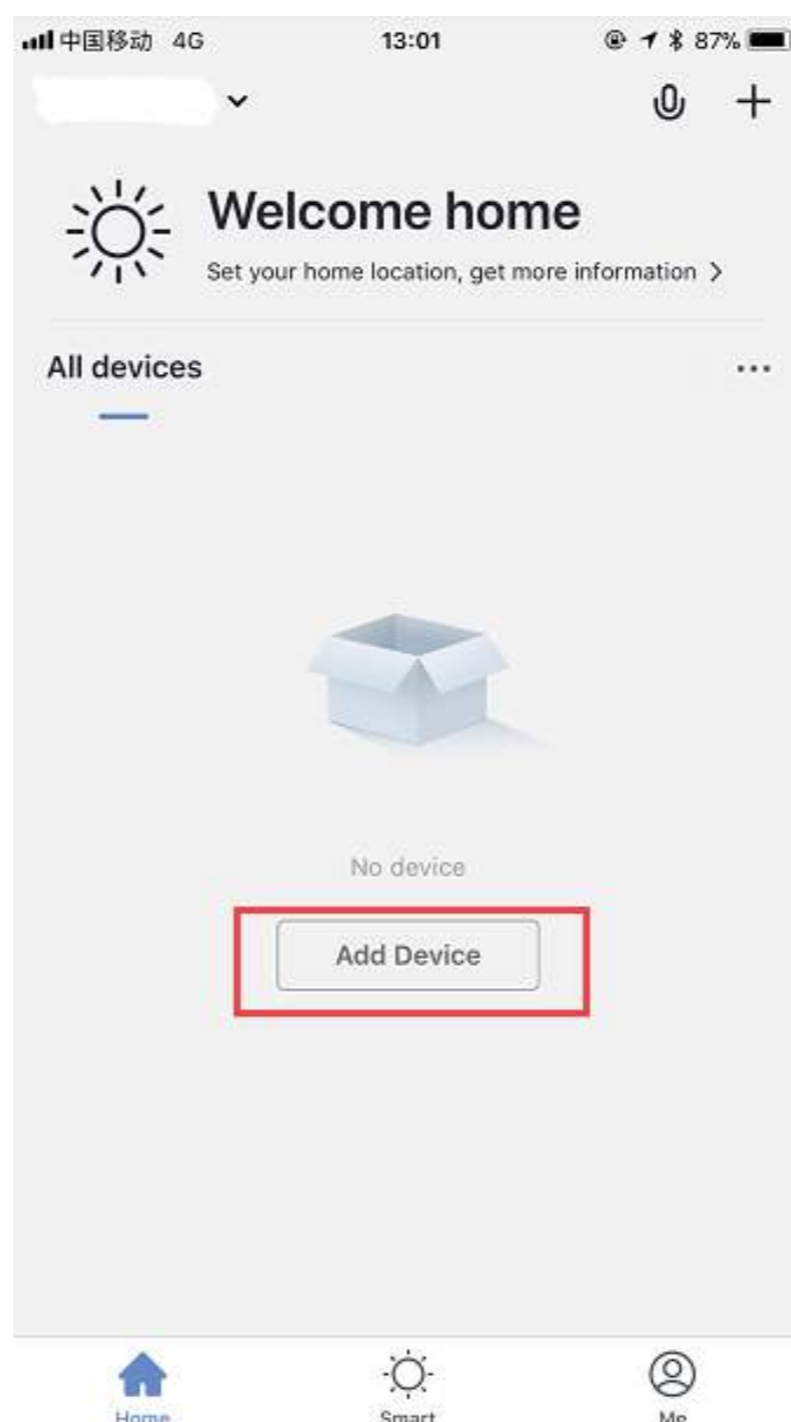 中国移动 4G 13:01 87%
Welcome home
Set your home location, get more information >
All devices
No device
Add Device
Home Smart Me